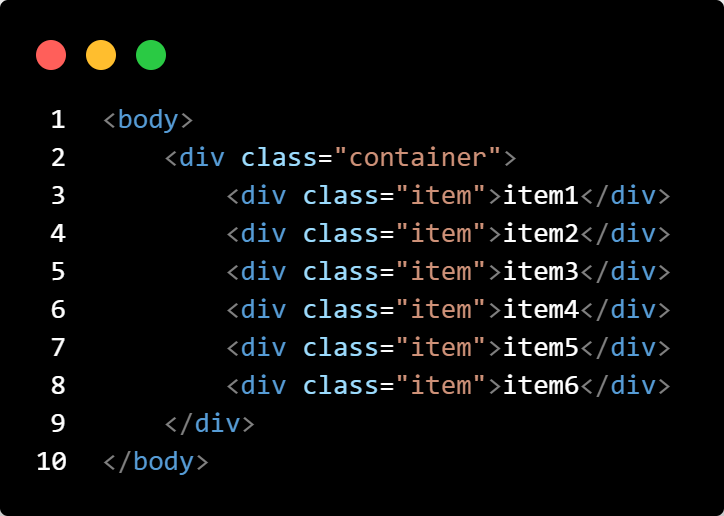 1 <body>
2     <div class="container">
3         <div class="item">item1</div>
4         <div class="item">item2</div>
5         <div class="item">item3</div>
6         <div class="item">item4</div>
7         <div class="item">item5</div>
8         <div class="item">item6</div>
9     </div>
10 </body>